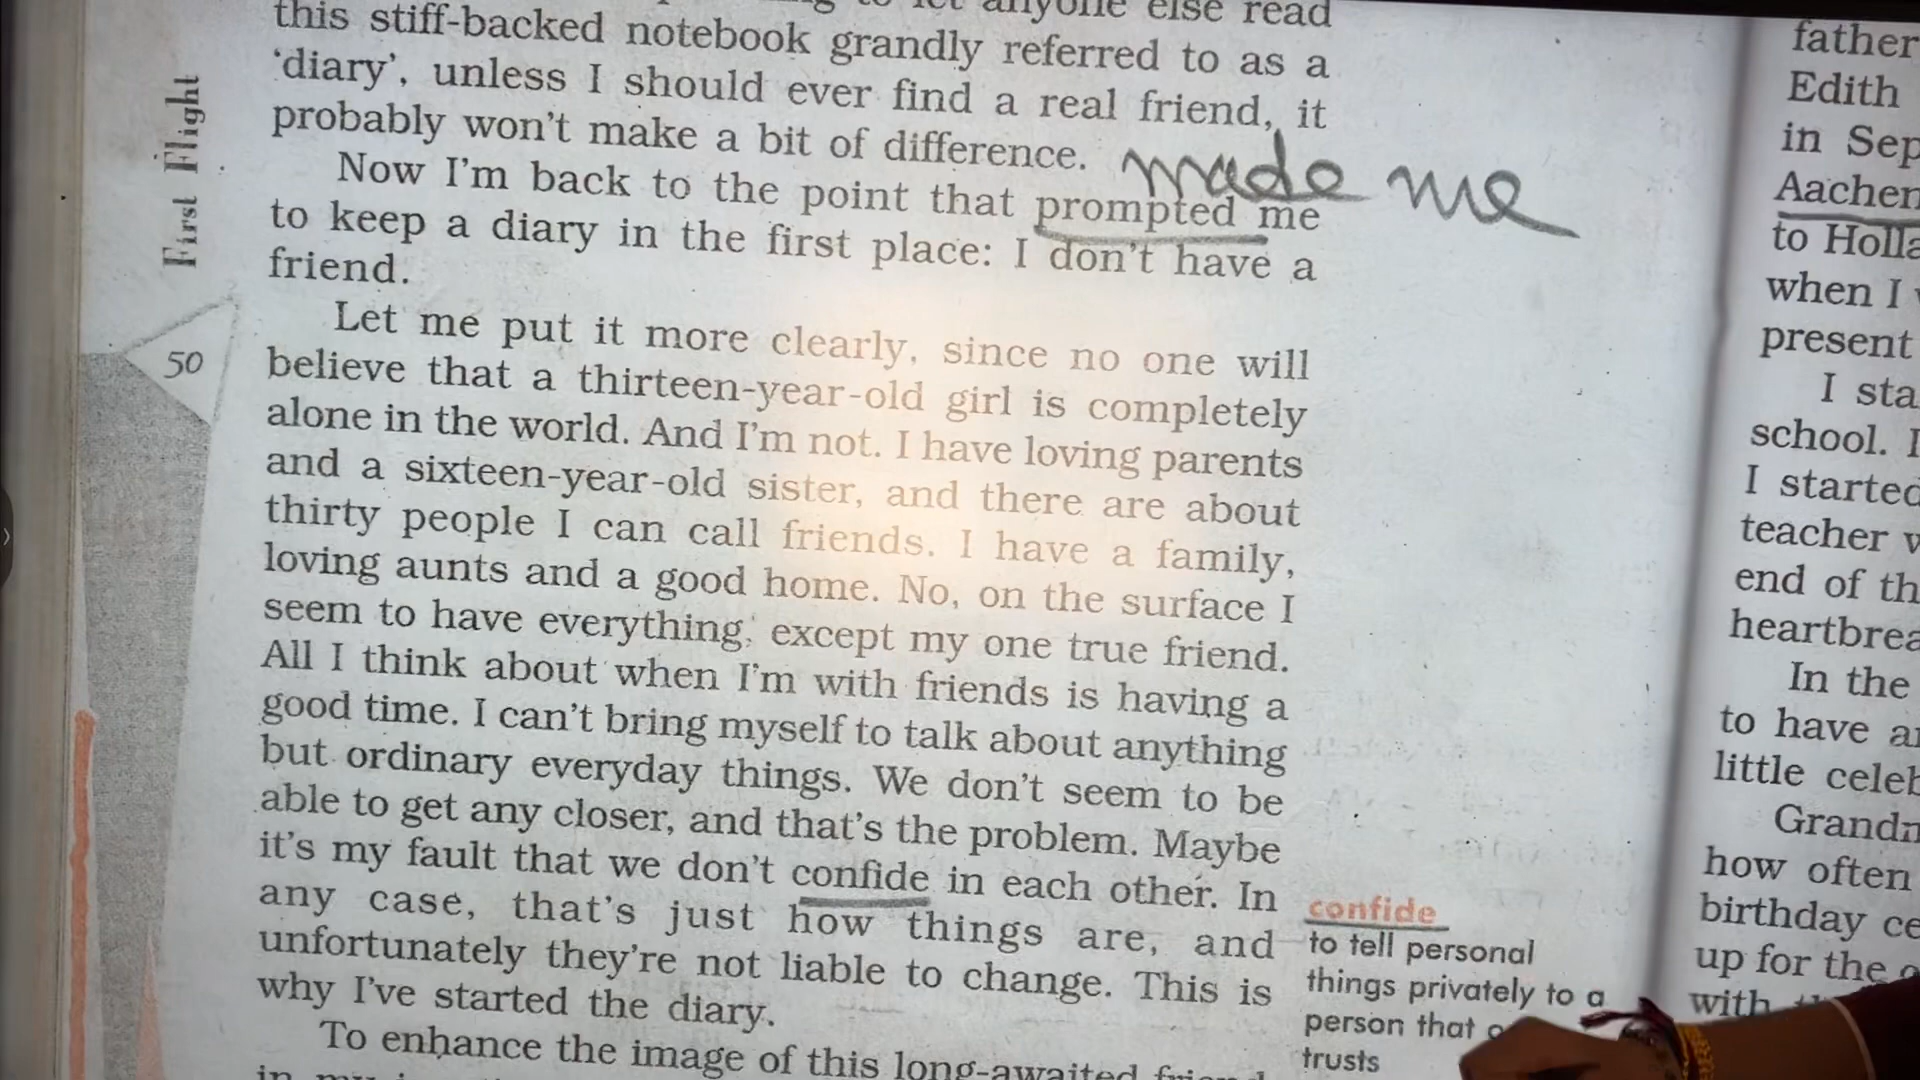 anyone else read
this stiff-backed notebook grandly referred to as a
‘diary’, unless I should ever find a real friend, it
probably won’t make a bit of difference.
made me
Now I’m back to the point that prompted me
to keep a diary in the first place: I don’t have a
friend.
Let me put it more clearly, since no one will
believe that a thirteen-year-old girl is completely
alone in the world. And I’m not. I have loving parents
and a sixteen-year-old sister, and there are about
thirty people I can call friends. I have a family,
loving aunts and a good home. No, on the surface I
seem to have everything, except my one true friend.
All I think about when I’m with friends is having a
good time. I can’t bring myself to talk about anything
but ordinary everyday things. We don’t seem to be
able to get any closer, and that’s the problem. Maybe
it’s my fault that we don’t confide in each other. In
any case, that’s just how things are, and
unfortunately they’re not liable to change. This is
why I’ve started the diary.
To enhance the image of this long-awaited
First Flight
50
confide
to tell personal
things privately to a
person that
trusts
father
Edith
in Sep
Aachen
to Holla
when I
present
I sta
school. I
I started
teacher
end of th
heartbrea
In the
to have
little celeb
Grandm
how often
birthday ce
up for the
with